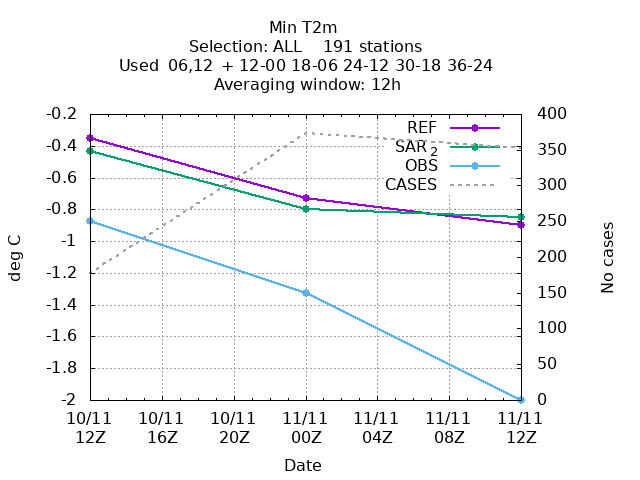 Min T2m
Selection: ALL    191 stations
Used  06,12  + 12-00 18-06 24-12 30-18 36-24
Averaging window: 12h
-0.2
-0.4
-0.6
-0.8
-1
-1.2
-1.4
-1.6
-1.8
-2
deg C
400
350
300
250
200
150
100
50
0
No cases
REF
SAR2
OBS
CASES
10/11 10/11 10/11 11/11 11/11 11/11 11/11
12Z 16Z 20Z 00Z 04Z 08Z 12Z
Date